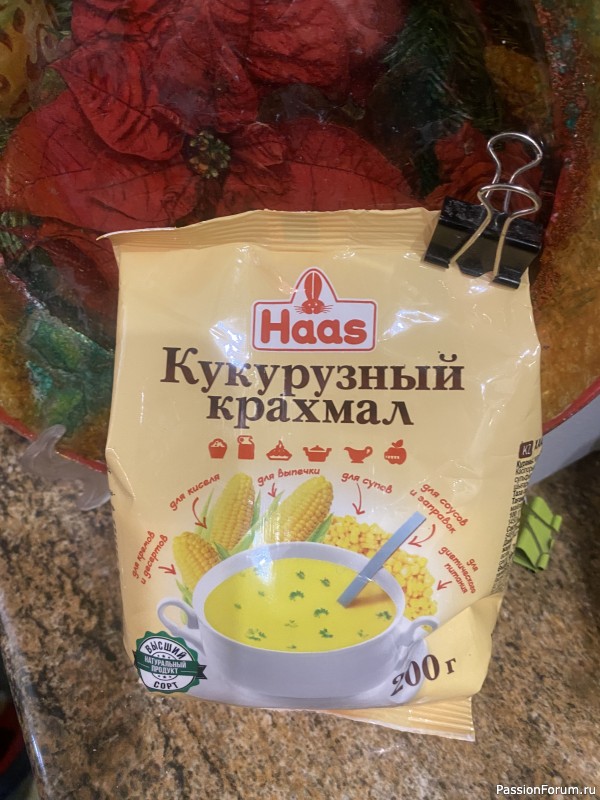 Haas
Кукурузный
крахмал
для кремов
и десертов
для киселя
для выпечки
для супов
для соусов
и заправок
для
диетического
питания
ВЫСШИЙ
НАТУРАЛЬНЫЙ
ПРОДУКТ
СОРТ
200 г
KZ
PassionForum.ru